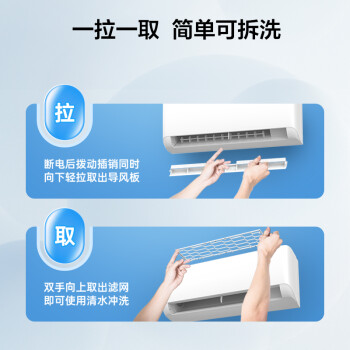 一拉一取 简单可拆洗
拉
断电后拨动插销同时
向下轻拉取出导风板
取
双手向上取出滤网
即可使用清水冲洗